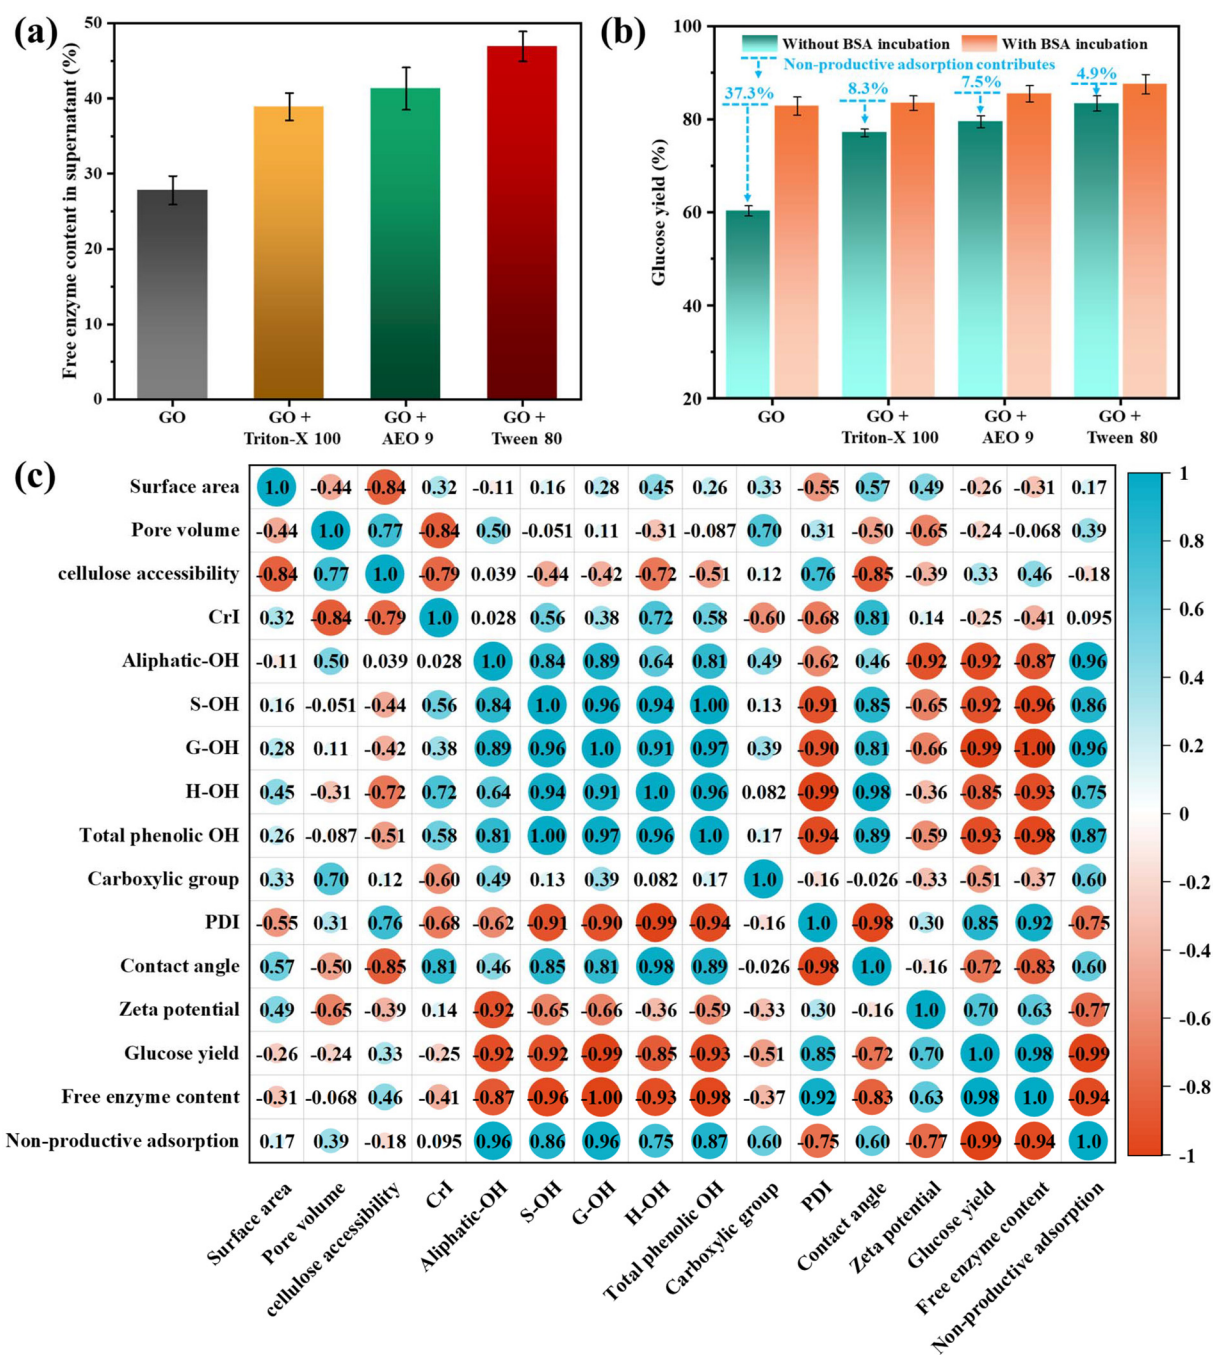 (a)
Free enzyme content in supernatant (%)
50
40
30
20
10
0
GO
GO +
Triton-X 100
GO +
AEO 9
GO +
Tween 80
(b)
Glucose yield (%)
100
80
60
40
20
Without BSA incubation
With BSA incubation
Non-productive adsorption contributes
37.3%
8.3%
7.5%
4.9%
GO
GO +
Triton-X 100
GO +
AEO 9
GO +
Tween 80
(c)
Surface area 1.0 -0.44 -0.84 0.32 -0.11 0.16 0.28 0.45 0.26 0.33 -0.55 0.57 0.49 -0.26 -0.31 0.17
Pore volume -0.44 1.0 0.77 -0.84 0.50 -0.051 0.11 -0.31 -0.087 0.70 0.31 -0.50 -0.65 -0.24 -0.068 0.39
cellulose accessibility -0.84 0.77 1.0 -0.79 0.039 -0.44 -0.42 -0.72 -0.51 0.12 0.76 -0.85 -0.39 0.33 0.46 -0.18
CrI 0.32 -0.84 -0.79 1.0 0.028 0.56 0.38 0.72 0.58 -0.60 -0.68 0.81 0.14 -0.25 -0.41 0.095
Aliphatic-OH -0.11 0.50 0.039 0.028 1.0 0.84 0.89 0.64 0.81 0.49 -0.62 0.46 -0.92 -0.92 -0.87 0.96
S-OH 0.16 -0.051 -0.44 0.56 0.84 1.0 0.96 0.94 1.00 0.13 -0.91 0.85 -0.65 -0.92 -0.96 0.86
G-OH 0.28 0.11 -0.42 0.38 0.89 0.96 1.0 0.91 0.97 0.39 -0.90 0.81 -0.66 -0.99 -1.00 0.96
H-OH 0.45 -0.31 -0.72 0.72 0.64 0.94 0.91 1.0 0.96 0.082 -0.99 0.98 -0.36 -0.85 -0.93 0.75
Total phenolic OH 0.26 -0.087 -0.51 0.58 0.81 1.00 0.97 0.96 1.0 0.17 -0.94 0.89 -0.59 -0.93 -0.98 0.87
Carboxylic group 0.33 0.70 0.12 -0.60 0.49 0.13 0.39 0.082 0.17 1.0 -0.16 -0.026 -0.33 -0.51 -0.37 0.60
PDI -0.55 0.31 0.76 -0.68 -0.62 -0.91 -0.90 -0.99 -0.94 -0.16 1.0 -0.98 0.30 0.85 0.92 -0.75
Contact angle 0.57 -0.50 -0.85 0.81 0.46 0.85 0.81 0.98 0.89 -0.026 -0.98 1.0 -0.16 -0.72 -0.83 0.60
Zeta potential 0.49 -0.65 -0.39 0.14 -0.92 -0.65 -0.66 -0.36 -0.59 -0.33 0.30 -0.16 1.0 0.70 0.63 -0.77
Glucose yield -0.26 -0.24 0.33 -0.25 -0.92 -0.92 -0.99 -0.85 -0.93 -0.51 0.85 -0.72 0.70 1.0 0.98 -0.99
Free enzyme content -0.31 -0.068 0.46 -0.41 -0.87 -0.96 -1.00 -0.93 -0.98 -0.37 0.92 -0.83 0.63 0.98 1.0 -0.94
Non-productive adsorption 0.17 0.39 -0.18 0.095 0.96 0.86 0.96 0.75 0.87 0.60 -0.75 0.60 -0.77 -0.99 -0.94 1.0
Surface area
Pore volume
cellulose accessibility
CrI
Aliphatic-OH
S-OH
G-OH
H-OH
Total phenolic OH
Carboxylic group
PDI
Contact angle
Zeta potential
Glucose yield
Free enzyme content
Non-productive adsorption
1
0.8
0.6
0.4
0.2
0
-0.2
-0.4
-0.6
-0.8
-1